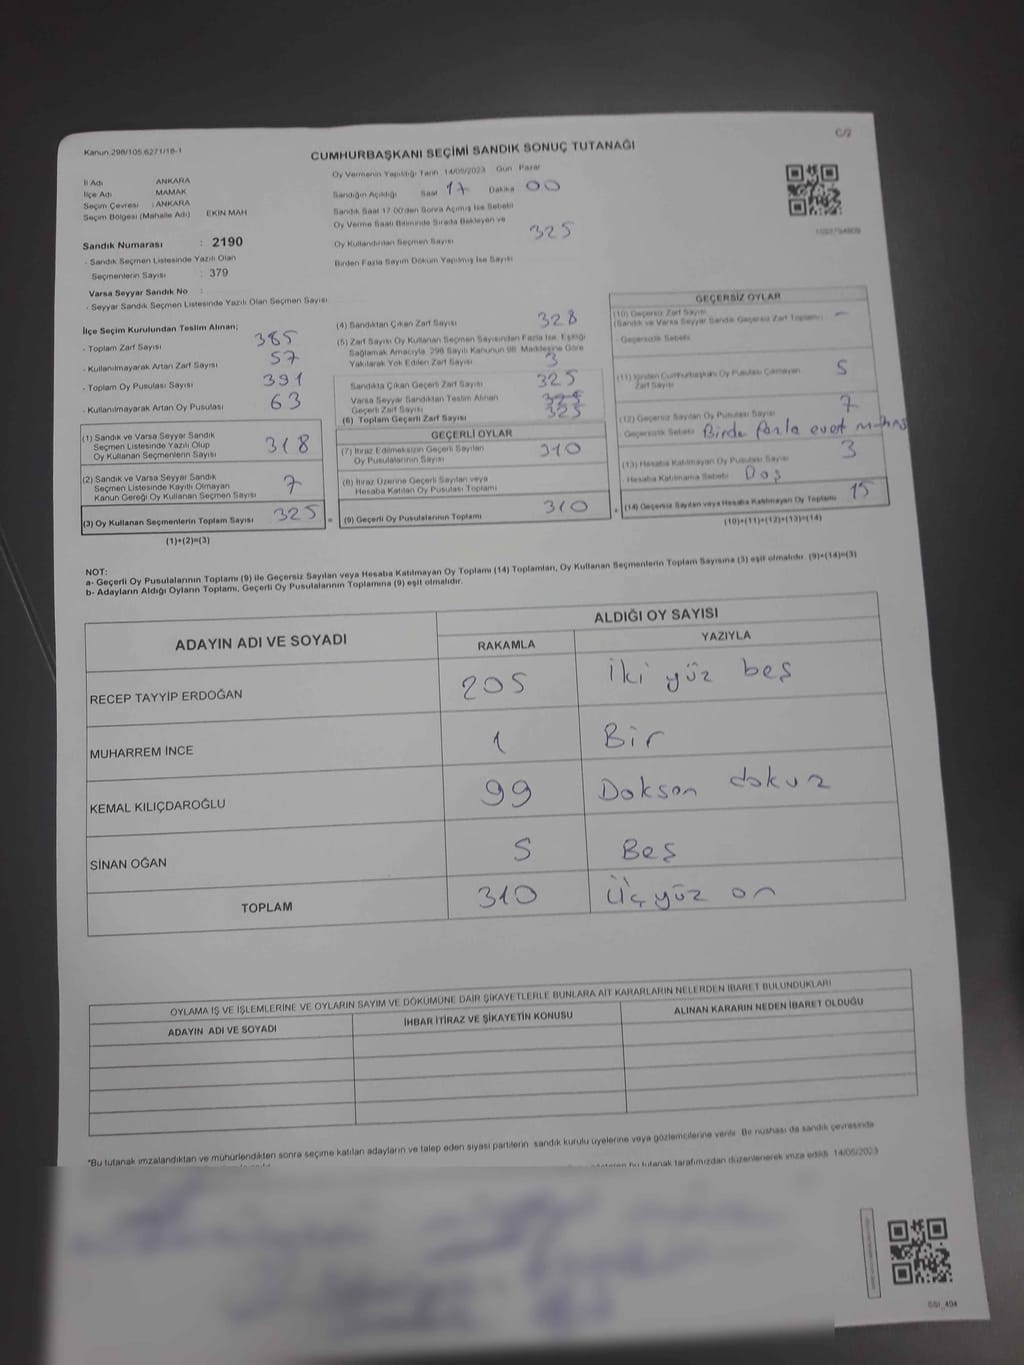 Kanun:298/105,6271/18-1
C/2
CUMHURBAŞKANI SEÇİMİ SANDIK SONUÇ TUTANAĞI
İl Adı ANKARA
İlçe Adı MAMAK
Seçim Çevresi : ANKARA
Seçim Bölgesi (Mahalle Adı) EKİN MAH
Sandık Numarası : 2190
- Sandık Seçmen Listesinde Yazılı Olan
Seçmenlerin Sayısı : 379
Varsa Seyyar Sandık No :
- Seyyar Sandık Seçmen Listesinde Yazılı Olan Seçmen Sayısı
Oy Vermenin Yapıldığı Tarih 14/05/2023 Gün Pazar
Sandığın Açıldığı Saat 17 Dakika 00
Sandık Saat 17:00'den Sonra Açılmış İse Sebebi
Oy Verme Saati Bitiminde Sırada Bekleyen ve
Oy Kullandırılan Seçmen Sayısı 325
Birden Fazla Sayım Döküm Yapılmış İse Sayısı
İlçe Seçim Kurulundan Teslim Alınan;
- Toplam Zarf Sayısı 385
- Kullanılmayarak Artan Zarf Sayısı 57
- Toplam Oy Pusulası Sayısı 391
- Kullanılmayarak Artan Oy Pusulası 63
(1) Sandık ve Varsa Seyyar Sandık
Seçmen Listesinde Yazılı Olup
Oy Kullanan Seçmenlerin Sayısı 318
(2) Sandık ve Varsa Seyyar Sandık
Seçmen Listesinde Kayıtlı Olmayan
Kanun Gereği Oy Kullanan Seçmen Sayısı 7
(3) Oy Kullanan Seçmenlerin Toplam Sayısı 325 =
(1)+(2)=(3)
(4) Sandıktan Çıkan Zarf Sayısı 328
(5) Zarf Sayısı Oy Kullanan Seçmen Sayısından Fazla İse, Eşitliği
Sağlamak Amacıyla, 298 Sayılı Kanunun 98. Maddesine Göre
Yakılarak Yok Edilen Zarf Sayısı 3
Sandıkta Çıkan Geçerli Zarf Sayısı 325
Varsa Seyyar Sandıktan Teslim Alınan
Geçerli Zarf Sayısı 325
(6) Toplam Geçerli Zarf Sayısı 325
GEÇERLİ OYLAR
(7) İtiraz Edilmeksizin Geçerli Sayılan
Oy Pusulalarının Sayısı 310
(8) İtiraz Üzerine Geçerli Sayılan veya
Hesaba Katılan Oy Pusulası Toplamı
(9) Geçerli Oy Pusulalarının Toplamı 310 +
GEÇERSİZ OYLAR
(10) Geçersiz Zarf Sayısı
(Sandık ve Varsa Seyyar Sandık Geçersiz Zarf Toplamı) -
- Geçersizlik Sebebi
(11) İçinden Cumhurbaşkanı Oy Pusulası Çıkmayan
Zarf Sayısı 5
(12) Geçersiz Sayılan Oy Pusulası Sayısı 7
Geçersizlik Sebebi Birde fazla evet mührü
(13) Hesaba Katılmayan Oy Pusulası Sayısı 3
Hesaba Katılmama Sebebi Boş
(14) Geçersiz Sayılan veya Hesaba Katılmayan Oy Toplamı 15
(10)+(11)+(12)+(13)=(14)
NOT:
a- Geçerli Oy Pusulalarının Toplamı (9) ile Geçersiz Sayılan veya Hesaba Katılmayan Oy Toplamı (14) Toplamları, Oy Kullanan Seçmenlerin Toplam Sayısına (3) eşit olmalıdır. (9)+(14)=(3)
b- Adayların Aldığı Oyların Toplamı, Geçerli Oy Pusulalarının Toplamına (9) eşit olmalıdır.
ADAYIN ADI VE SOYADI ALDIĞI OY SAYISI
RAKAMLA YAZIYLA
RECEP TAYYİP ERDOĞAN 205 İki yüz beş
MUHARREM İNCE 1 Bir
KEMAL KILIÇDAROĞLU 99 Doksan dokuz
SİNAN OĞAN 5 Beş
TOPLAM 310 Üçyüz on
OYLAMA İŞ VE İŞLEMLERİNE VE OYLARIN SAYIM VE DÖKÜMÜNE DAİR ŞİKAYETLERLE BUNLARA AİT KARARLARIN NELERDEN İBARET BULUNDUKLARI
ADAYIN ADI VE SOYADI İHBAR İTİRAZ VE ŞİKAYETİN KONUSU ALINAN KARARIN NEDEN İBARET OLDUĞU
*Bu tutanak imzalandıktan ve mühürlendikten sonra seçime katılan adayların ve talep eden siyasi partilerin sandık kurulu üyelerine veya gözlemcilerine verilir. Bir nüshası da sandık çevresinde
bu tutanak tarafımızdan düzenlenerek imza edildi. 14/05/2023
SSI_494